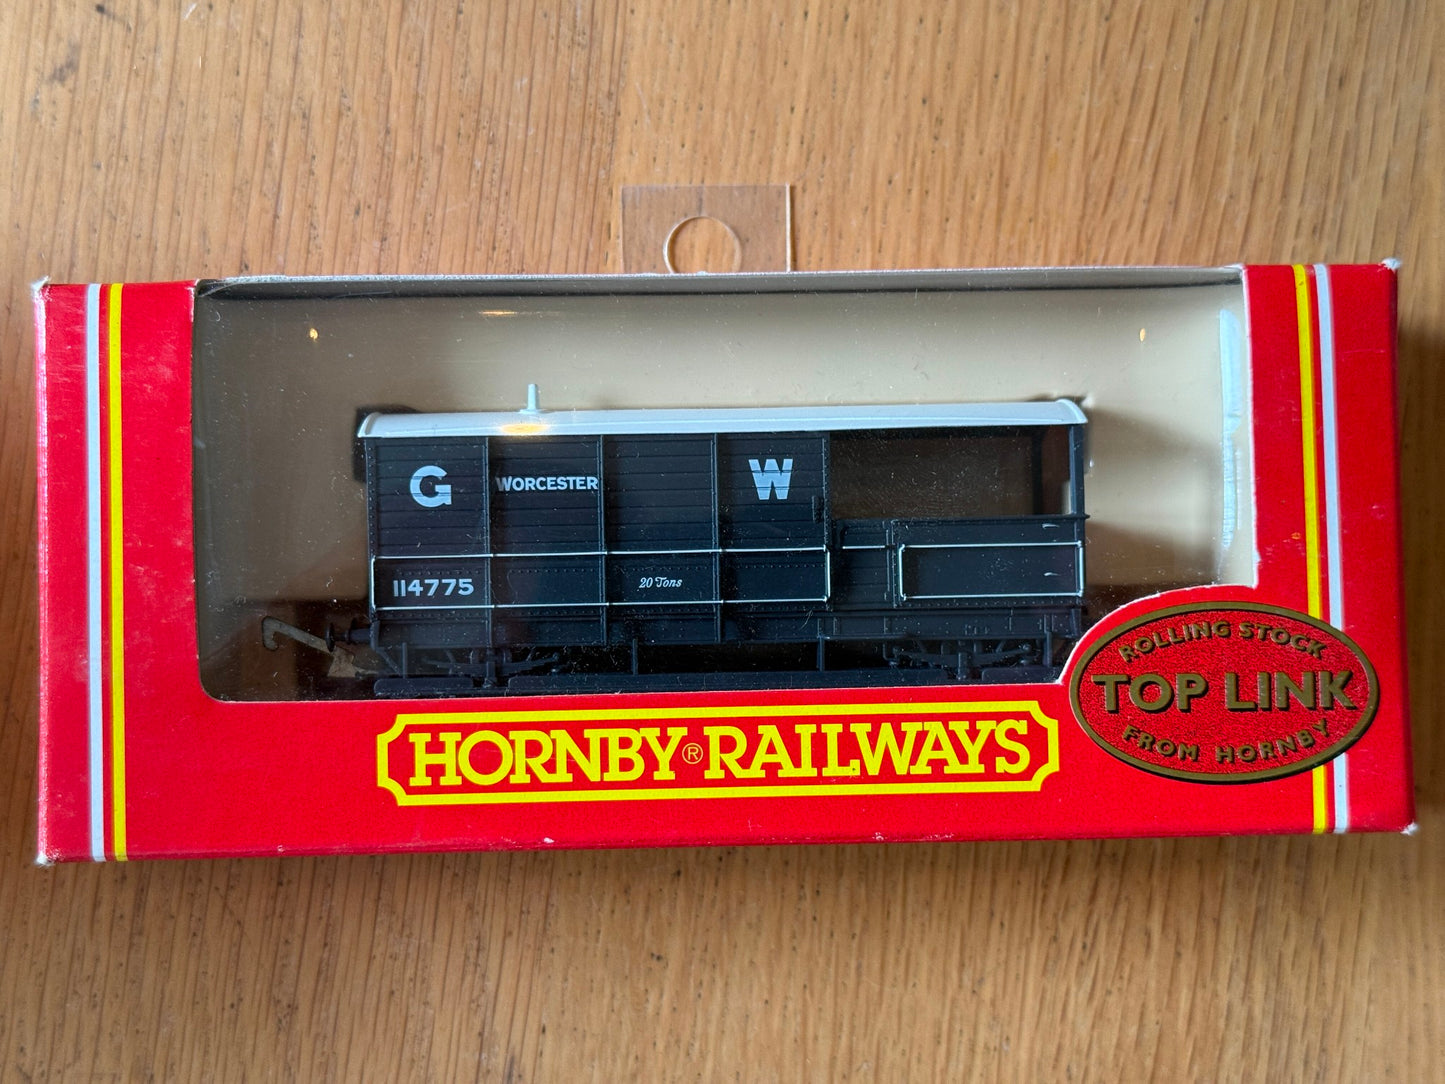 G WORCESTER W
114775 20 Tons
HORNBY® RAILWAYS
ROLLING STOCK
TOP LINK
FROM HORNBY